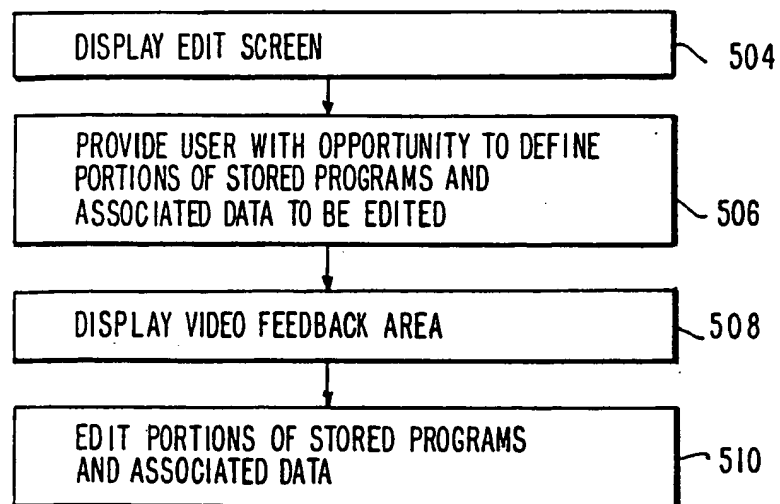 DISPLAY EDIT SCREEN
504
PROVIDE USER WITH OPPORTUNITY TO DEFINE
PORTIONS OF STORED PROGRAMS AND
ASSOCIATED DATA TO BE EDITED
506
DISPLAY VIDEO FEEDBACK AREA
508
EDIT PORTIONS OF STORED PROGRAMS
AND ASSOCIATED DATA
510